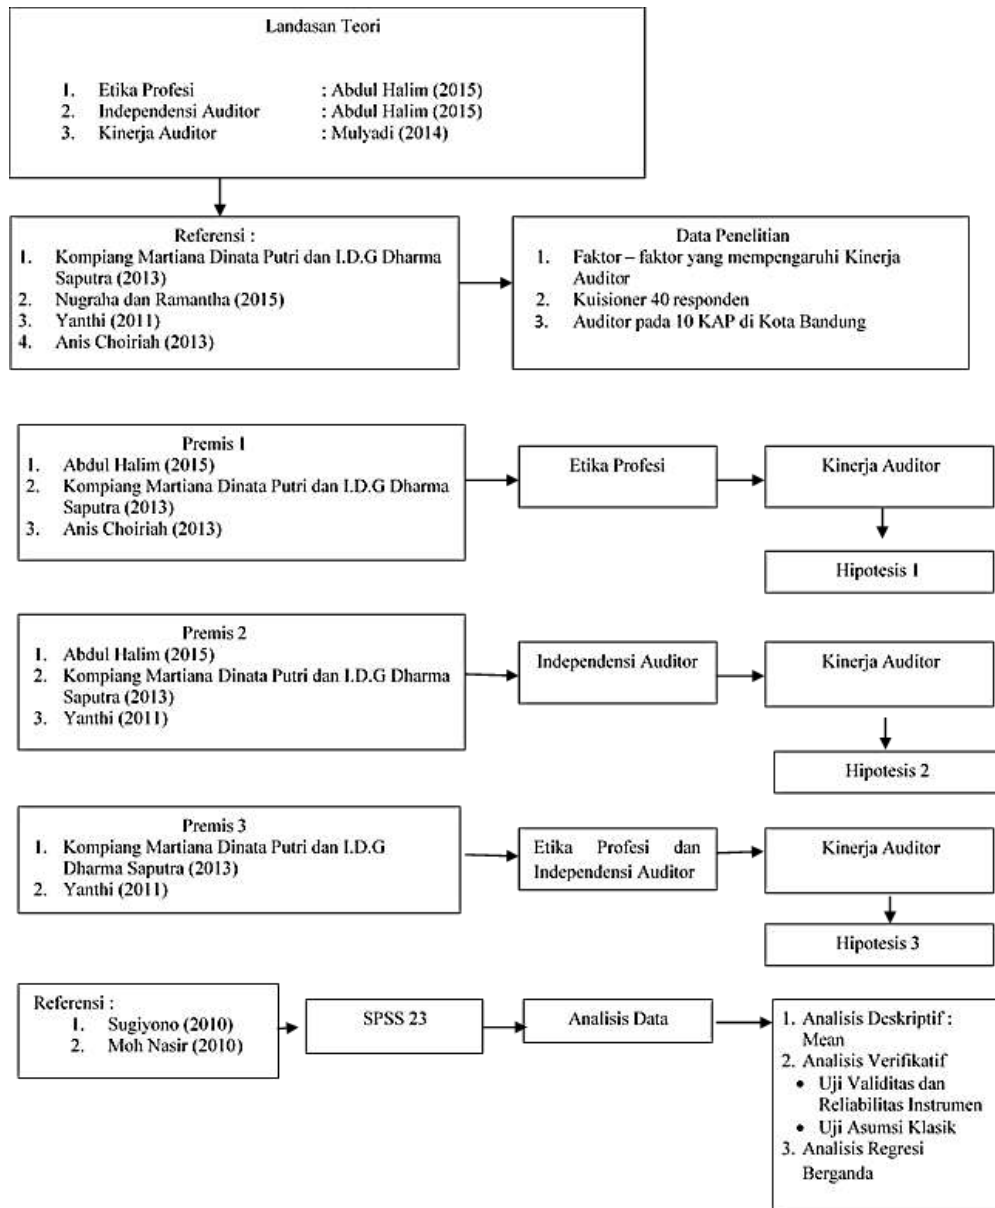 Landasan Teori
1. Etika Profesi : Abdul Halim (2015)
2. Independensi Auditor : Abdul Halim (2015)
3. Kinerja Auditor : Mulyadi (2014)
Referensi :
1. Kompiang Martiana Dinata Putri dan I.D.G Dharma
Saputra (2013)
2. Nugraha dan Ramantha (2015)
3. Yanthi (2011)
4. Anis Choiriah (2013)
Data Penelitian
1. Faktor – faktor yang mempengaruhi Kinerja
Auditor
2. Kuisioner 40 responden
3. Auditor pada 10 KAP di Kota Bandung
Premis 1
1. Abdul Halim (2015)
2. Kompiang Martiana Dinata Putri dan I.D.G Dharma
Saputra (2013)
3. Anis Choiriah (2013)
Etika Profesi
Kinerja Auditor
Hipotesis 1
Premis 2
1. Abdul Halim (2015)
2. Kompiang Martiana Dinata Putri dan I.D.G Dharma
Saputra (2013)
3. Yanthi (2011)
Independensi Auditor
Kinerja Auditor
Hipotesis 2
Premis 3
1. Kompiang Martiana Dinata Putri dan I.D.G
Dharma Saputra (2013)
2. Yanthi (2011)
Etika Profesi dan
Independensi Auditor
Kinerja Auditor
Hipotesis 3
Referensi :
1. Sugiyono (2010)
2. Moh Nasir (2010)
SPSS 23
Analisis Data
1. Analisis Deskriptif :
Mean
2. Analisis Verifikatif
• Uji Validitas dan
Reliabilitas Instrumen
• Uji Asumsi Klasik
3. Analisis Regresi
Berganda